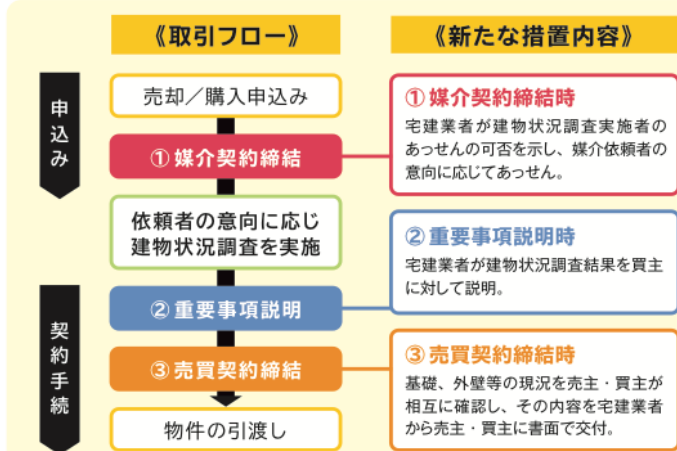 《取引フロー》
《新たな措置内容》
申込み
売却／購入申込み
①媒介契約締結
依頼者の意向に応じ
建物状況調査を実施
②重要事項説明
契約手続
③売買契約締結
物件の引渡し
①媒介契約締結時
宅建業者が建物状況調査実施者の
あっせんの可否を示し、媒介依頼者の
意向に応じてあっせん。
②重要事項説明時
宅建業者が建物状況調査結果を買主
に対して説明。
③売買契約締結時
基礎、外壁等の現況を売主・買主が
相互に確認し、その内容を宅建業者
から売主・買主に書面で交付。